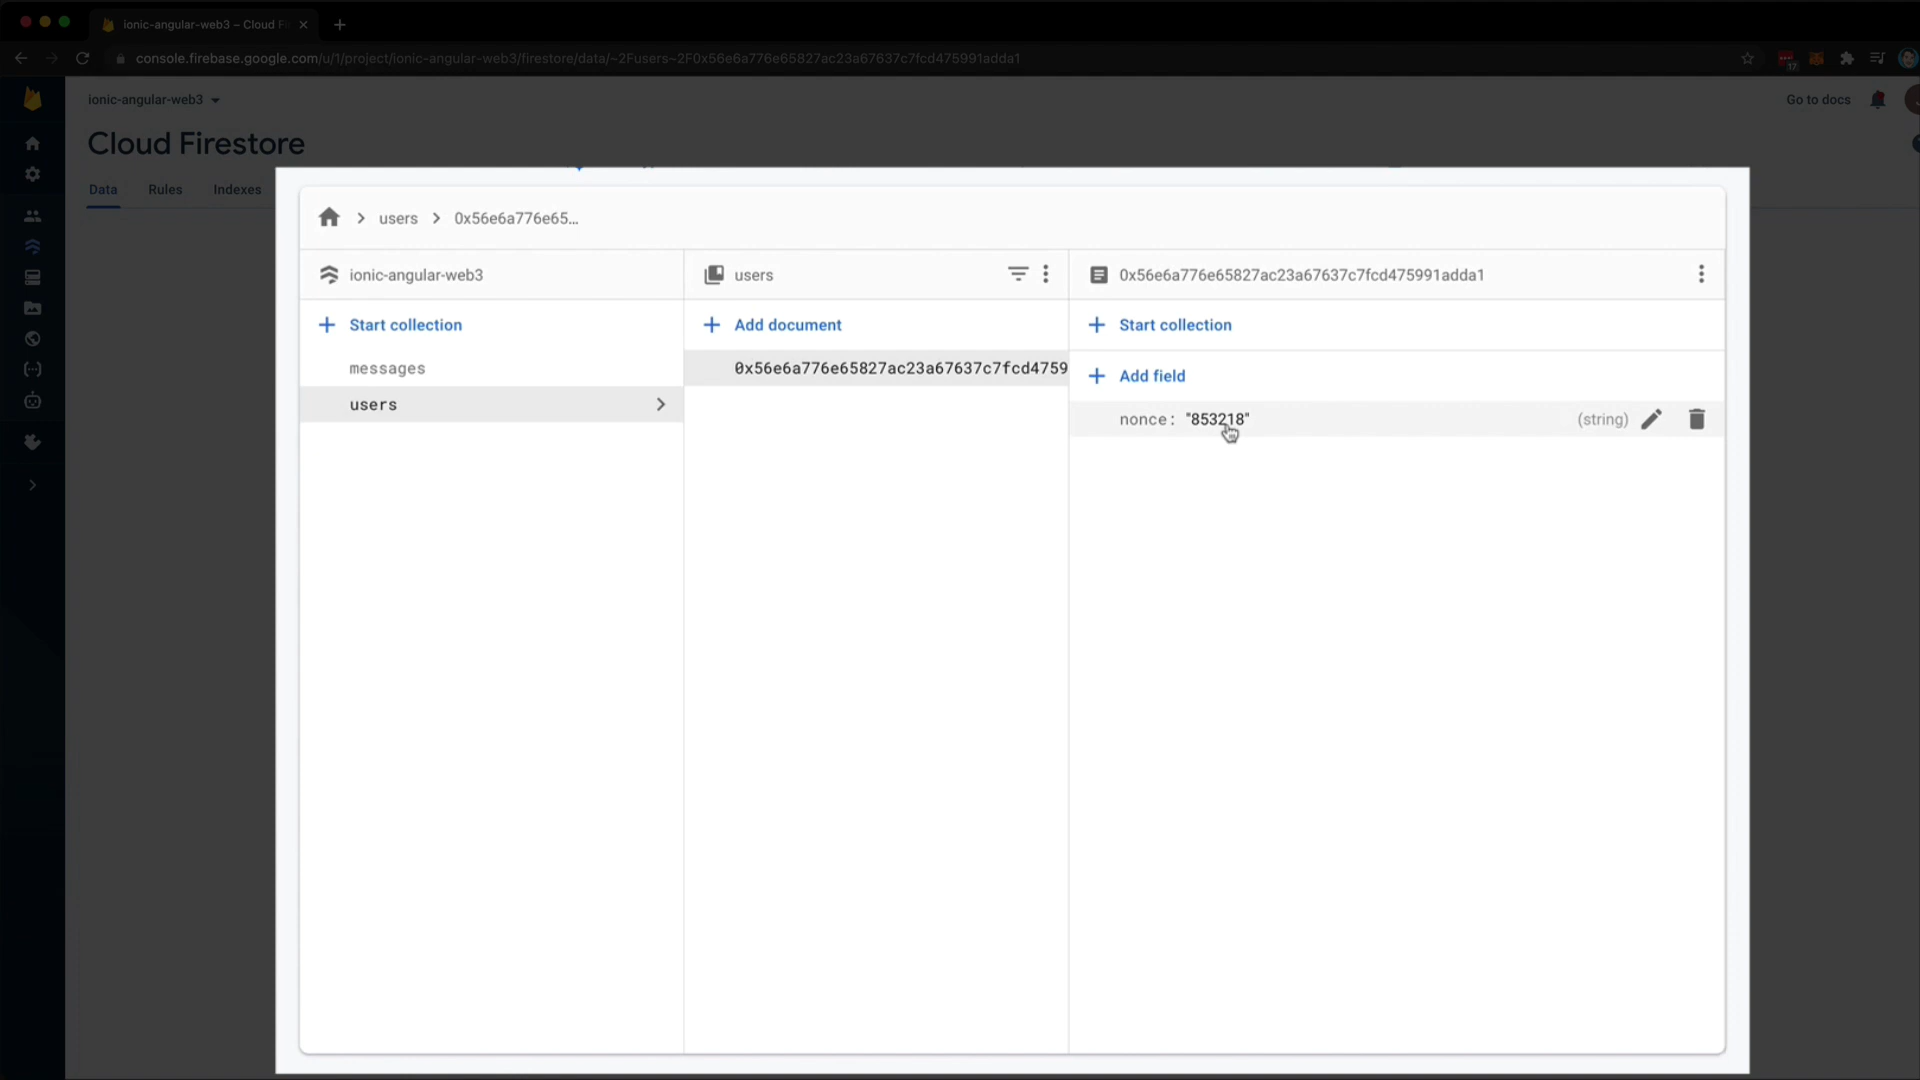 ionic-angular-web3 – Cloud Fi
console.firebase.google.com/u/1/project/ionic-angular-web3/firestore/data/~2Fusers~2F0x56e6a776e65827ac23a67637c7fcd475991adda1
17
ionic-angular-web3
Go to docs
Cloud Firestore
Data Rules Indexes
users 0x56e6a776e65...
ionic-angular-web3
users
0x56e6a776e65827ac23a67637c7fcd475991adda1
Start collection
Add document
Start collection
messages
0x56e6a776e65827ac23a67637c7fcd4759
Add field
users
nonce: "853218" (string)